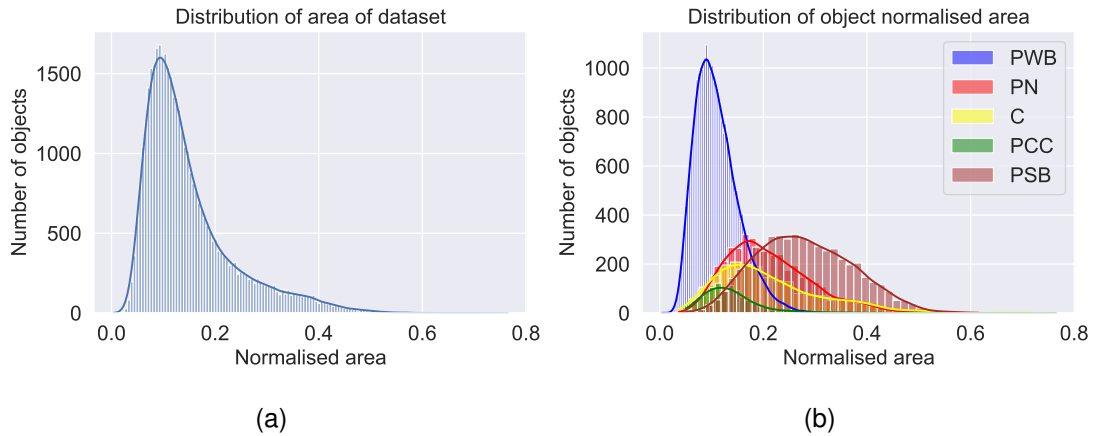 Distribution of area of dataset
1500
1000
500
0
Number of objects
0.0 0.2 0.4 0.6 0.8
Normalised area
(a)
Distribution of object normalised area
1000
800
600
400
200
0
Number of objects
PWB
PN
C
PCC
PSB
0.0 0.2 0.4 0.6 0.8
Normalised area
(b)